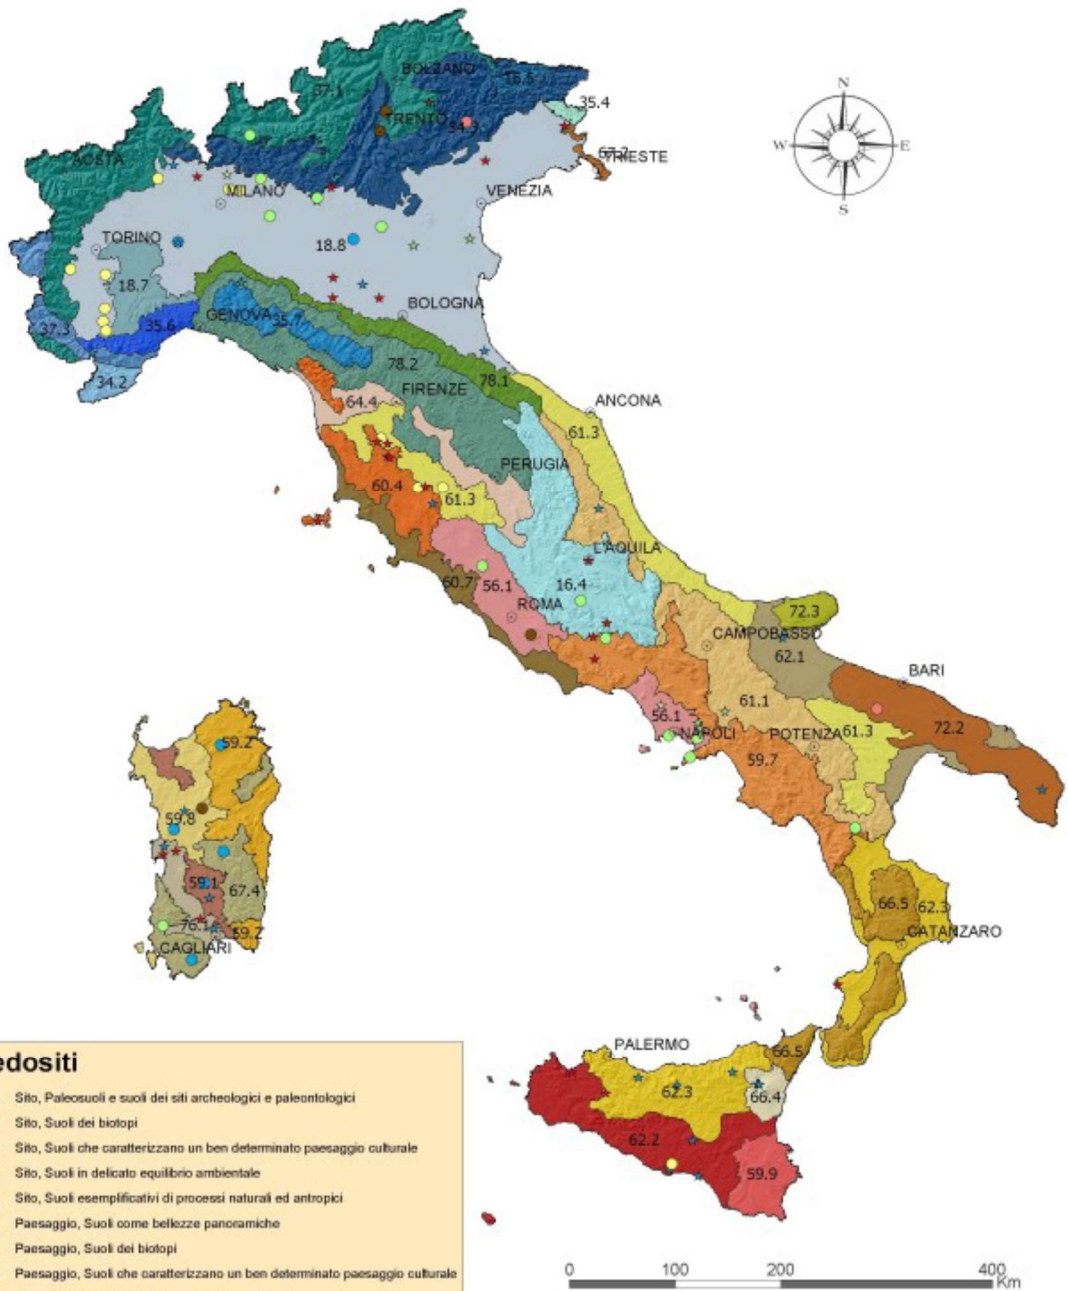 BOLZANO
16.5
37.1
35.4
TRENTO
34.3
67.2
TRIESTE
AOSTA
MILANO
VENEZIA
TORINO
18.8
18.7
BOLOGNA
GENOVA
35.7
35.6
37.3
78.2
34.2
78.1
FIRENZE
64.4
ANCONA
61.3
PERUGIA
60.4
61.3
L'AQUILA
60.7
56.1
16.4
ROMA
72.3
CAMPOBASSO
62.1
BARI
56.1
61.1
NAPOLI
POTENZA
61.3
72.2
59.7
59.2
59.8
59.1
67.4
76.1
59.2
CAGLIARI
66.5
62.3
CATANZARO
PALERMO
66.5
62.3
66.4
62.2
59.9
N
W
E
S
edositi
Sito, Paleosuoli e suoli dei siti archeologici e paleontologici
Sito, Suoli dei biotopi
Sito, Suoli che caratterizzano un ben determinato paesaggio culturale
Sito, Suoli in delicato equilibrio ambientale
Sito, Suoli esemplificativi di processi naturali ed antropici
Paesaggio, Suoli come bellezze panoramiche
Paesaggio, Suoli dei biotopi
Paesaggio, Suoli che caratterizzano un ben determinato paesaggio culturale
0 100 200 400
Km